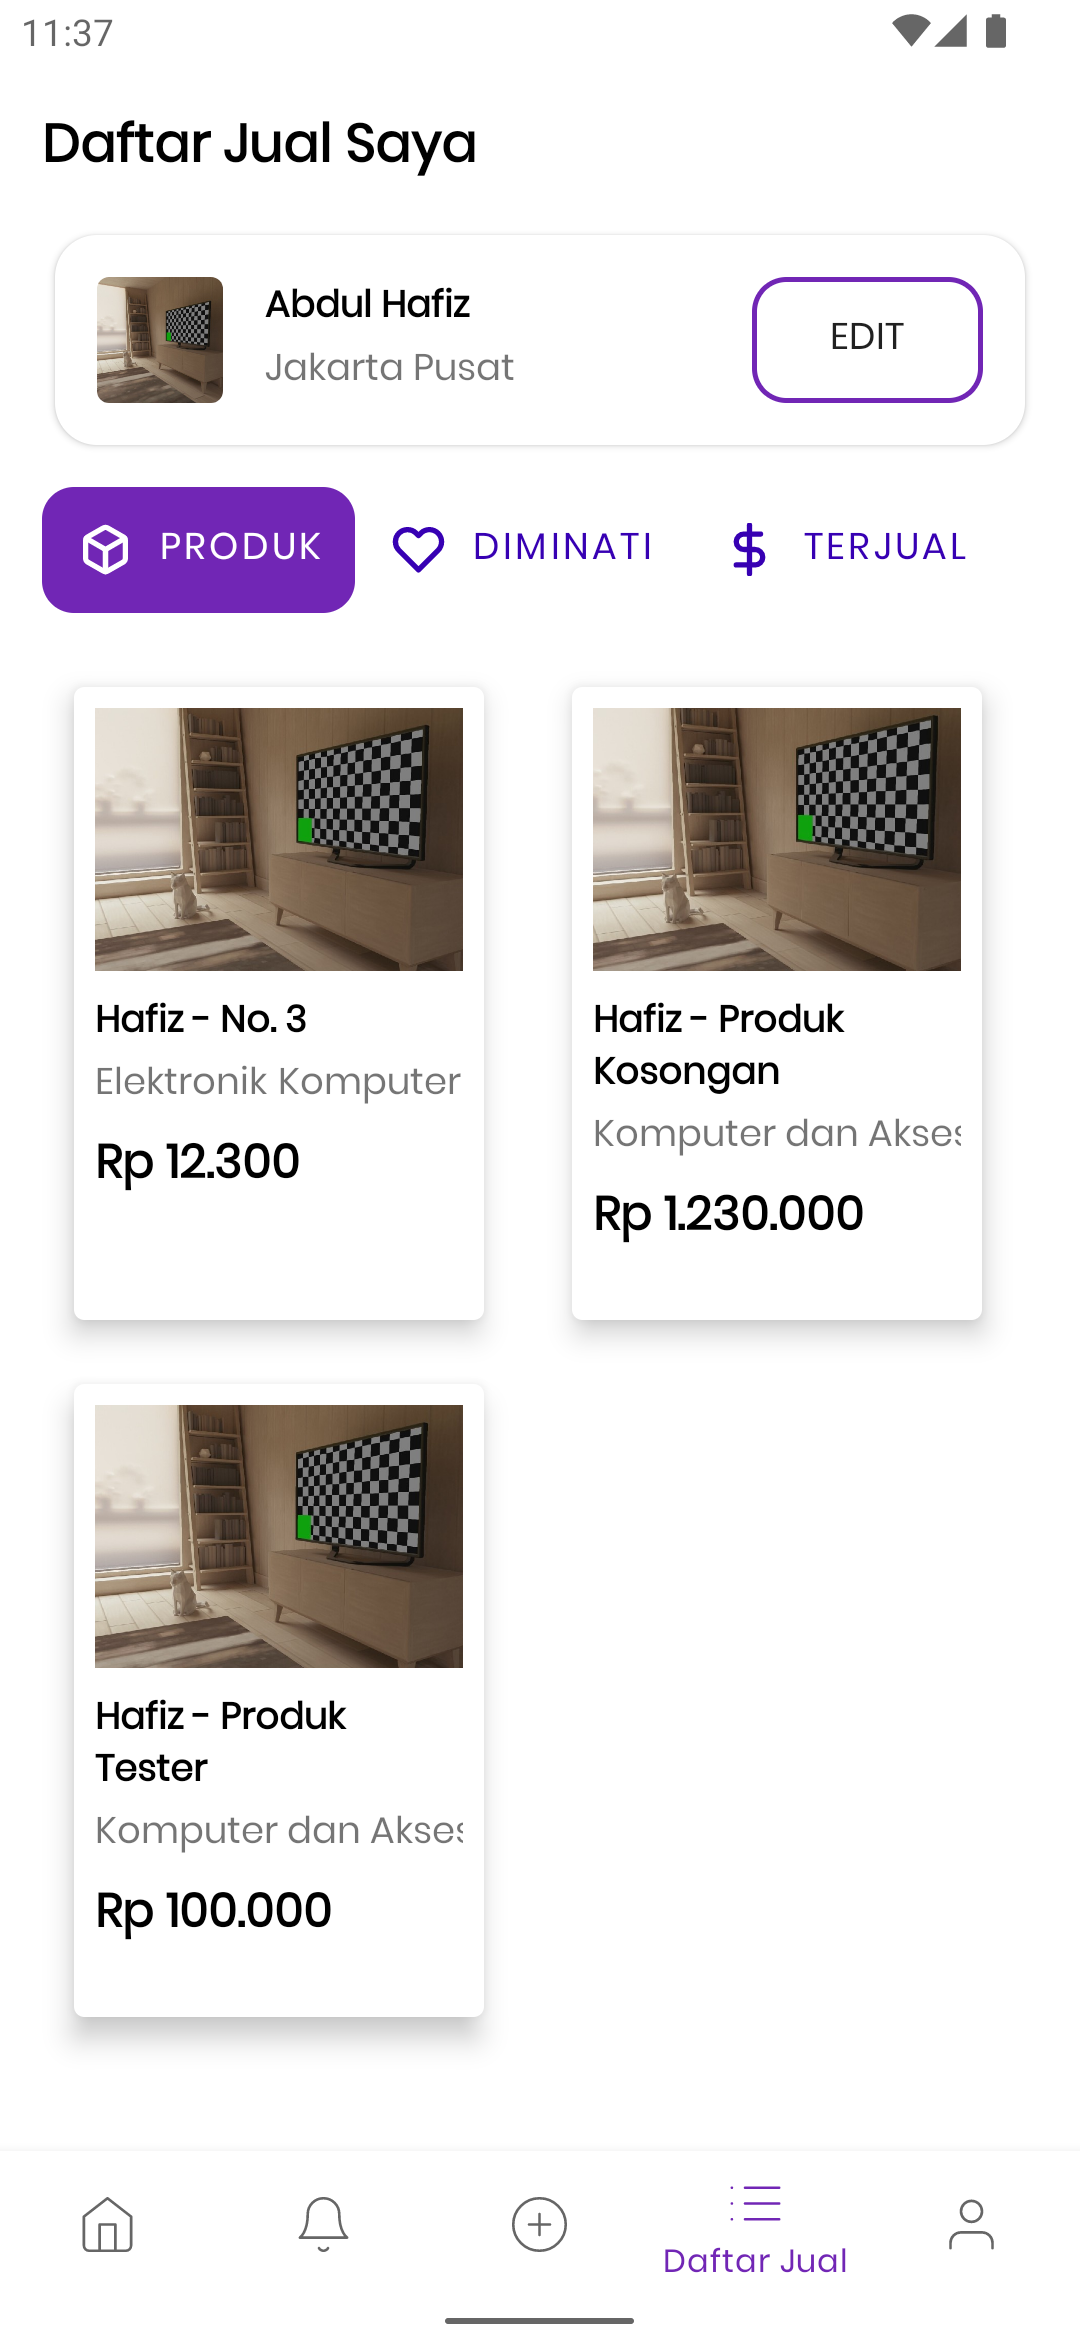 11:37
Daftar Jual Saya
Abdul Hafiz
Jakarta Pusat
EDIT
PRODUK
DIMINATI
TERJUAL
Hafiz - No. 3
Elektronik Komputer
Rp 12.300
Hafiz - Produk
Kosongan
Komputer dan Akses
Rp 1.230.000
Hafiz - Produk
Tester
Komputer dan Akses
Rp 100.000
Daftar Jual